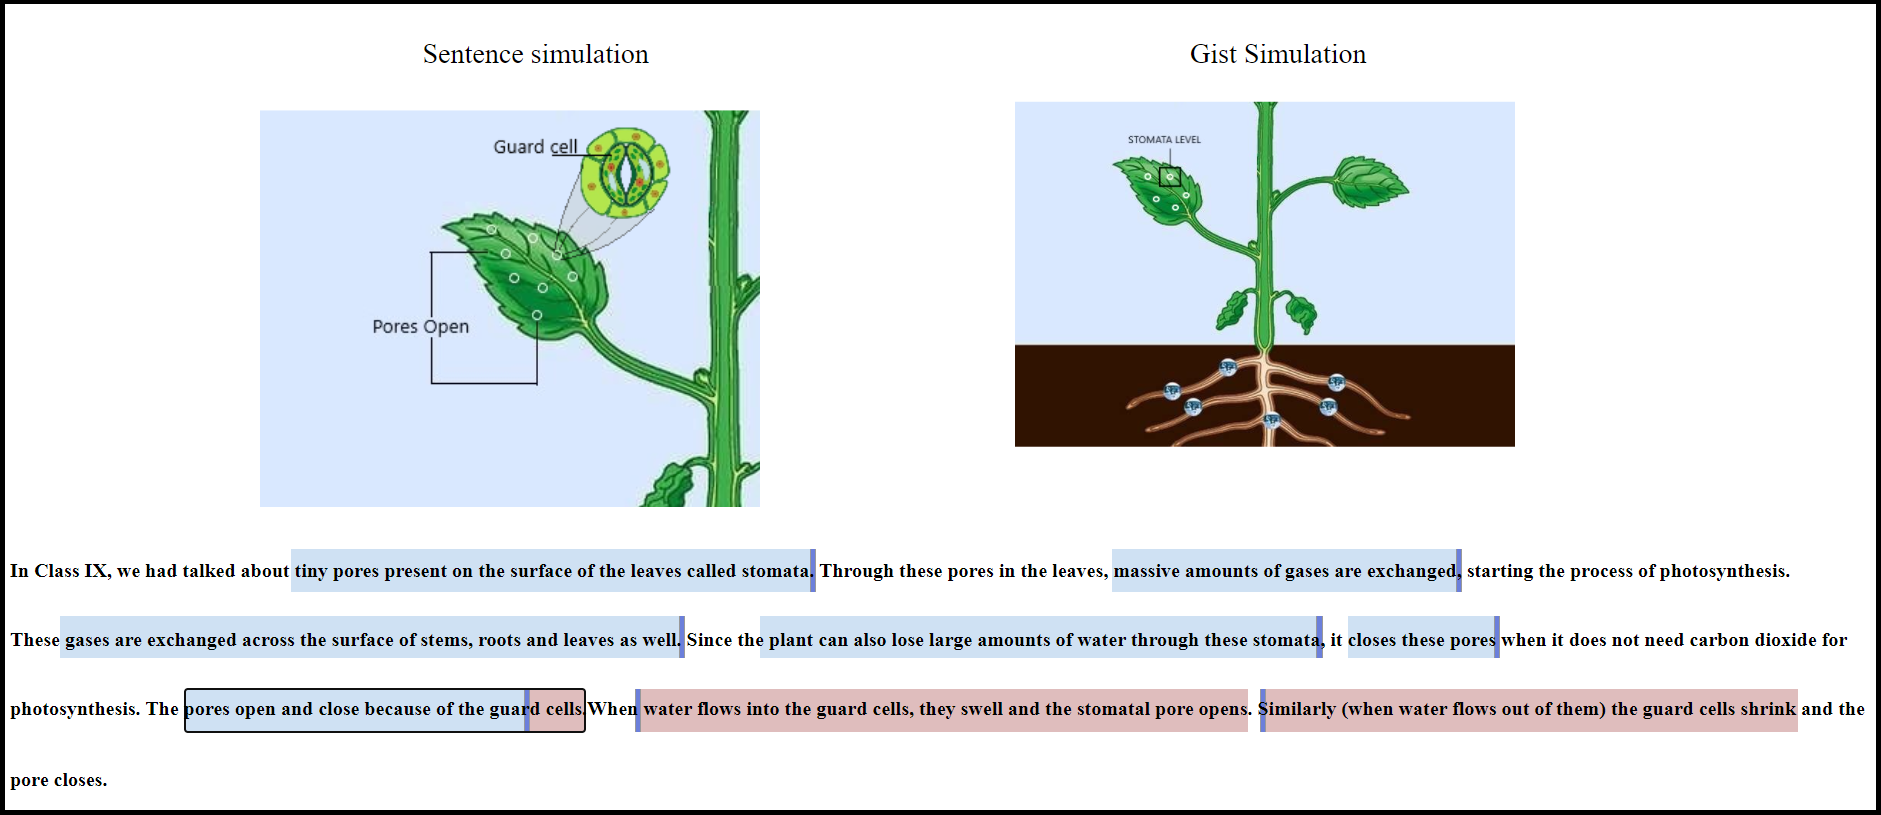 Sentence simulation
Gist Simulation
Guard cell
Pores Open
STOMATA LEVEL
In Class IX, we had talked about tiny pores present on the surface of the leaves called stomata. Through these pores in the leaves, massive amounts of gases are exchanged, starting the process of photosynthesis.
These gases are exchanged across the surface of stems, roots and leaves as well. Since the plant can also lose large amounts of water through these stomata, it closes these pores when it does not need carbon dioxide for
photosynthesis. The pores open and close because of the guard cells. When water flows into the guard cells, they swell and the stomatal pore opens. Similarly (when water flows out of them) the guard cells shrink and the
pore closes.